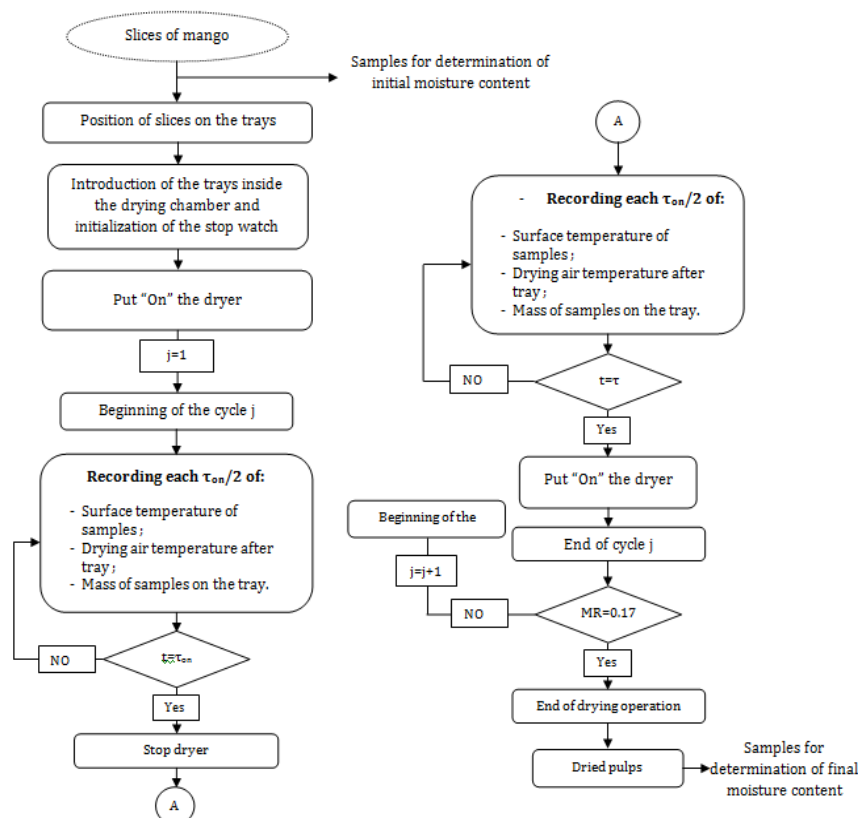 Slices of mango
Samples for determination of
initial moisture content
Position of slices on the trays
Introduction of the trays inside
the drying chamber and
initialization of the stop watch
Put “On” the dryer
j=1
Beginning of the cycle j
Recording each τon/2 of:
- Surface temperature of
samples;
- Drying air temperature after
tray;
- Mass of samples on the tray.
NO
t=τon
Yes
Stop dryer
A
A
- Recording each τon/2 of:
- Surface temperature of
samples;
- Drying air temperature after
tray;
- Mass of samples on the tray.
NO
t=τ
Yes
Put “On” the dryer
Beginning of the
End of cycle j
j=j+1
NO
MR=0.17
Yes
End of drying operation
Dried pulps
Samples for
determination of final
moisture content